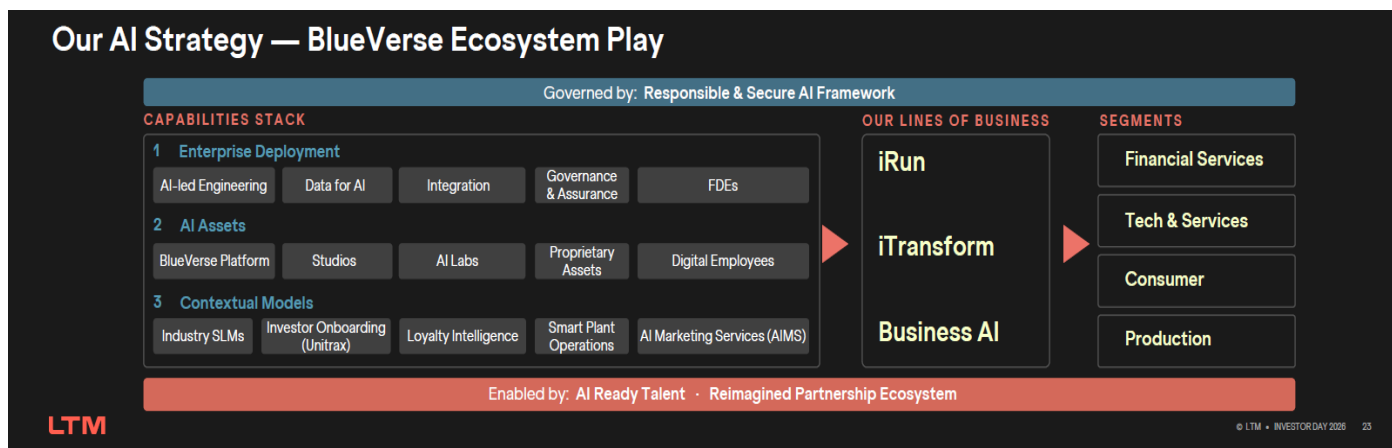 Our AI Strategy — BlueVerse Ecosystem Play
Governed by: Responsible & Secure AI Framework
CAPABILITIES STACK
1 Enterprise Deployment
AI-led Engineering
Data for AI
Integration
Governance
& Assurance
FDEs
2 AI Assets
BlueVerse Platform
Studios
AI Labs
Proprietary
Assets
Digital Employees
3 Contextual Models
Industry SLMs
Investor Onboarding
(Unitrax)
Loyalty Intelligence
Smart Plant
Operations
AI Marketing Services (AIMS)
OUR LINES OF BUSINESS
iRun
iTransform
Business AI
SEGMENTS
Financial Services
Tech & Services
Consumer
Production
Enabled by: AI Ready Talent · Reimagined Partnership Ecosystem
LTM
© LTM • INVESTOR DAY 2026 23